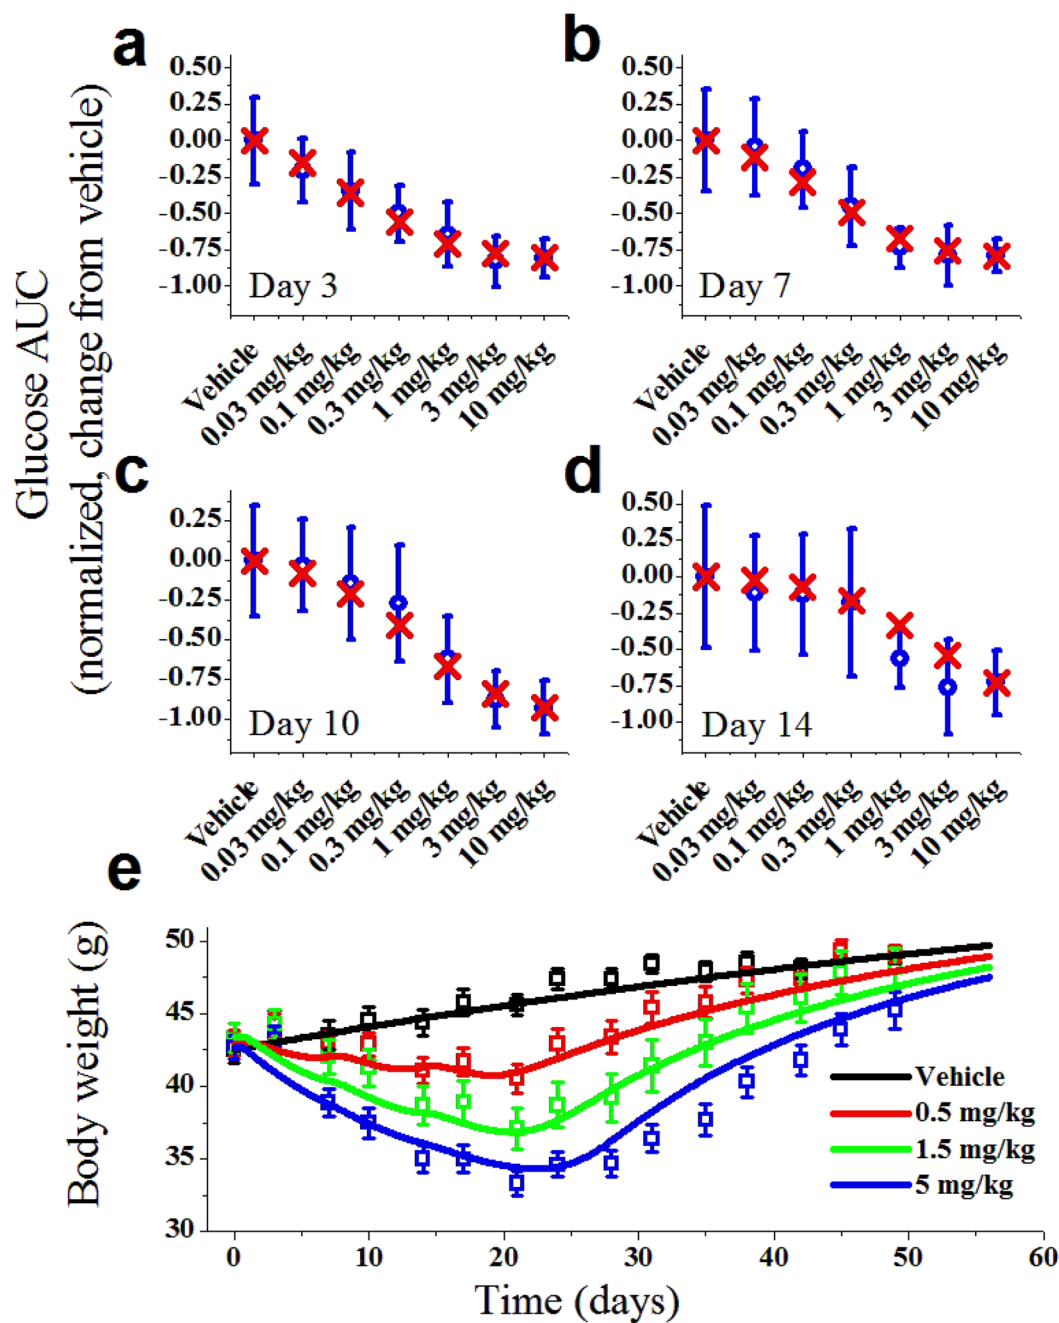 Glucose AUC
(normalized, change from vehicle)
a
0.50
0.25
0.00
-0.25
-0.50
-0.75
-1.00
Day 3
Vehicle
0.03 mg/kg
0.1 mg/kg
0.3 mg/kg
1 mg/kg
3 mg/kg
10 mg/kg
b
0.50
0.25
0.00
-0.25
-0.50
-0.75
-1.00
Day 7
Vehicle
0.03 mg/kg
0.1 mg/kg
0.3 mg/kg
1 mg/kg
3 mg/kg
10 mg/kg
c
0.25
0.00
-0.25
-0.50
-0.75
-1.00
Day 10
Vehicle
0.03 mg/kg
0.1 mg/kg
0.3 mg/kg
1 mg/kg
3 mg/kg
10 mg/kg
d
0.50
0.25
0.00
-0.25
-0.50
-0.75
-1.00
Day 14
Vehicle
0.03 mg/kg
0.1 mg/kg
0.3 mg/kg
1 mg/kg
3 mg/kg
10 mg/kg
e
Body weight (g)
50
45
40
35
30
Vehicle
0.5 mg/kg
1.5 mg/kg
5 mg/kg
0 10 20 30 40 50 60
Time (days)